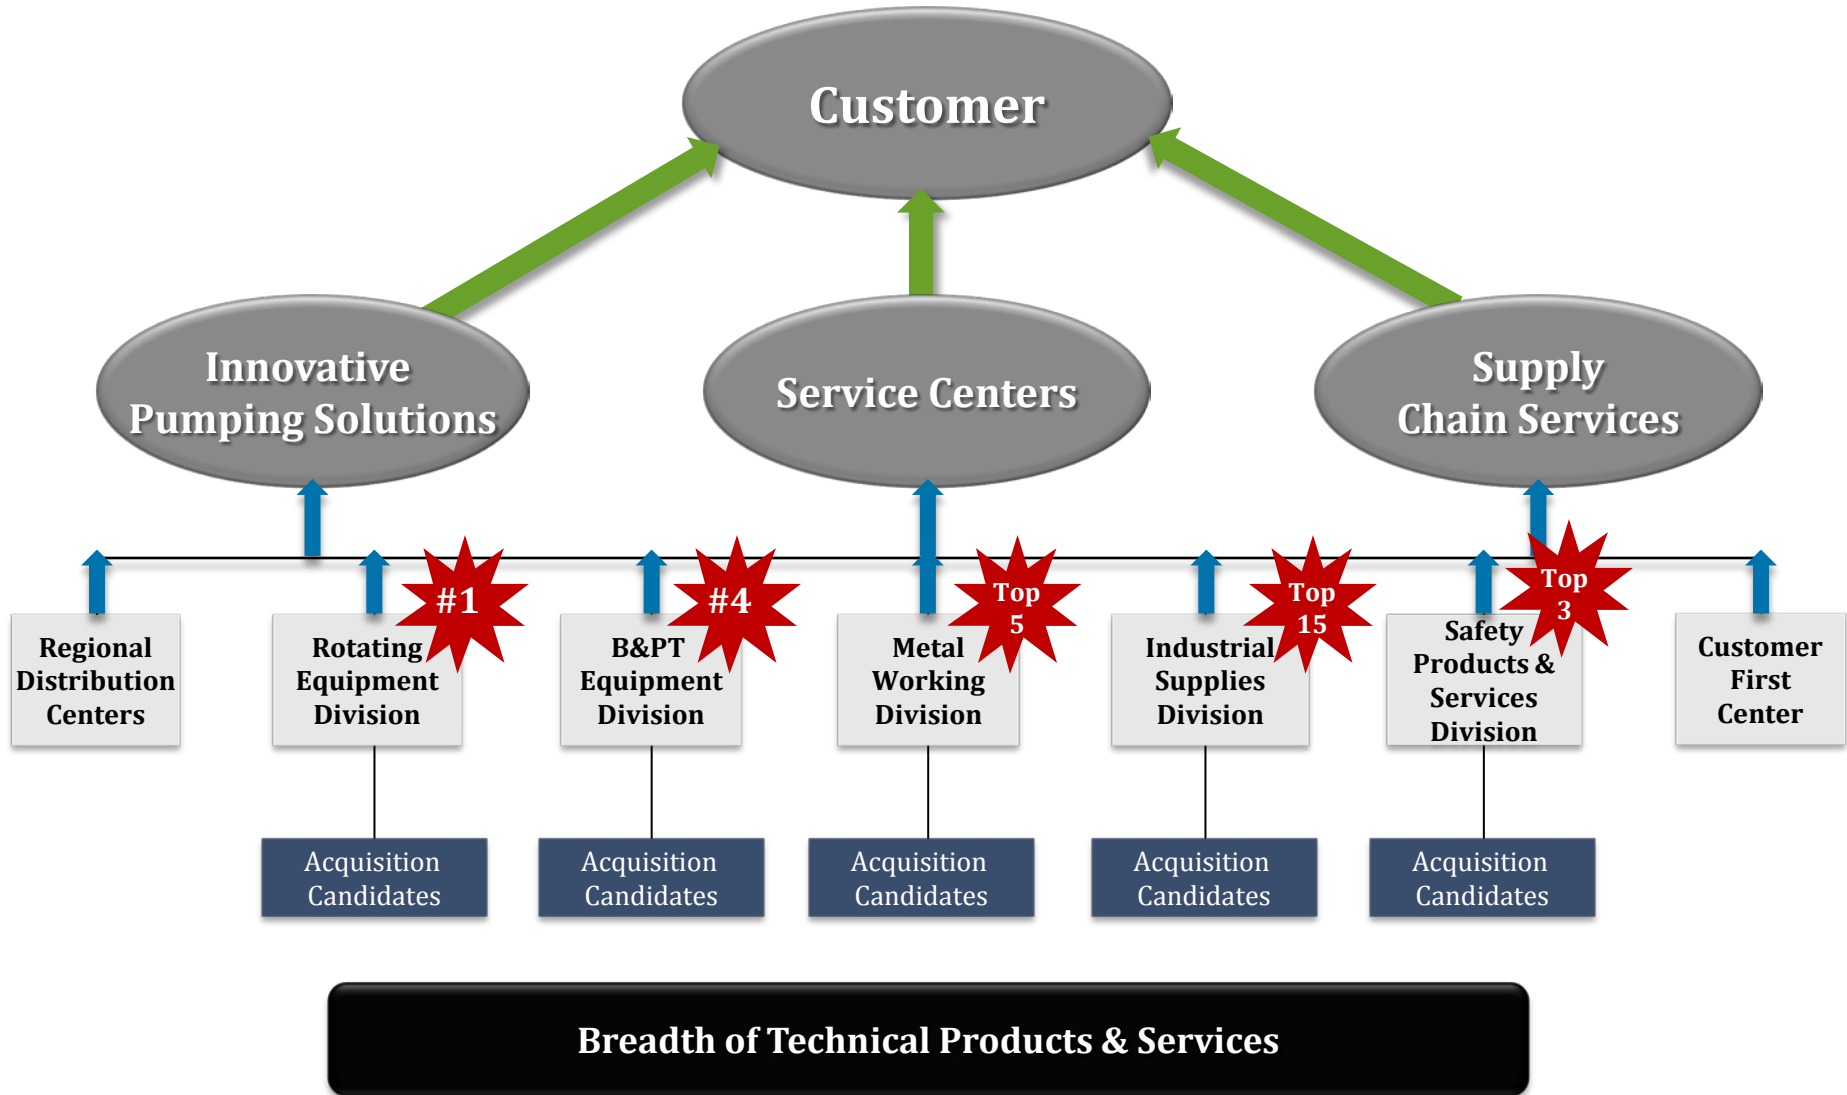 Customer
Innovative
Pumping Solutions
Service Centers
Supply
Chain Services
#1
#4
Top
5
Top
15
Top
3
Regional
Distribution
Centers
Rotating
Equipment
Division
B&PT
Equipment
Division
Metal
Working
Division
Industrial
Supplies
Division
Safety
Products &
Services
Division
Customer
First
Center
Acquisition
Candidates
Acquisition
Candidates
Acquisition
Candidates
Acquisition
Candidates
Acquisition
Candidates
Breadth of Technical Products & Services